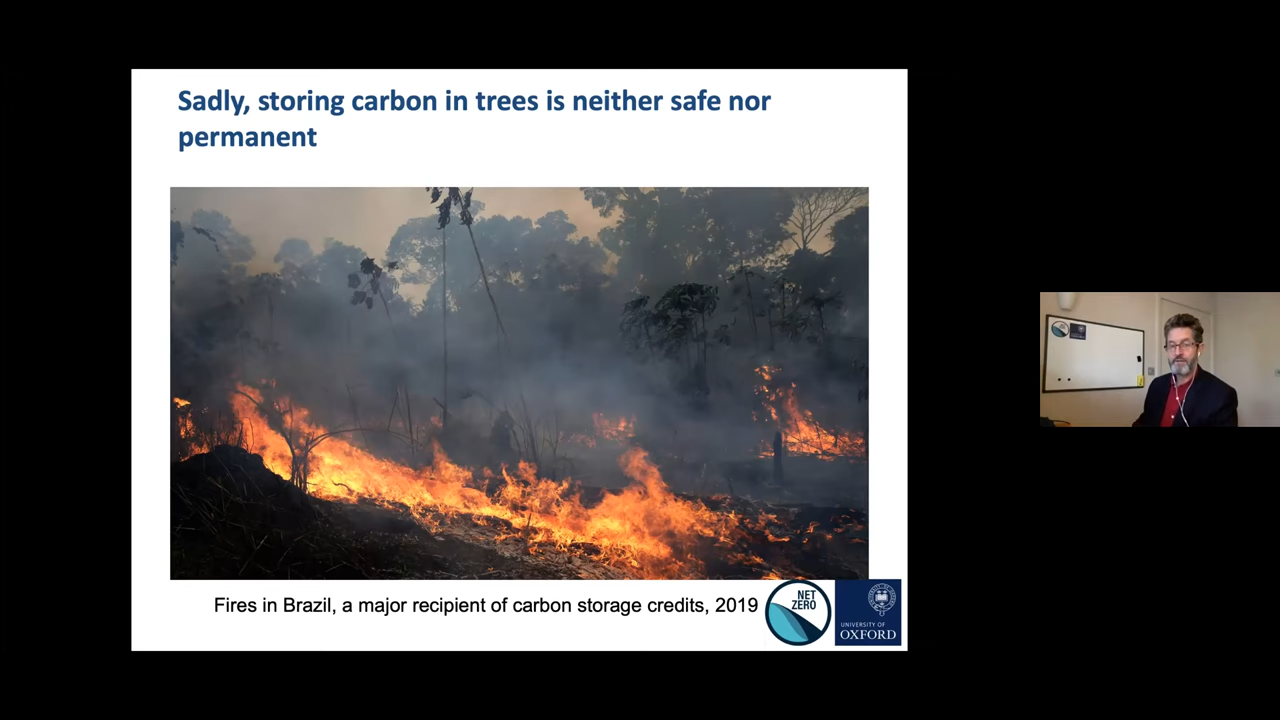 Sadly, storing carbon in trees is neither safe nor
permanent
Fires in Brazil, a major recipient of carbon storage credits, 2019
NET
ZERO
UNIVERSITY OF
OXFORD